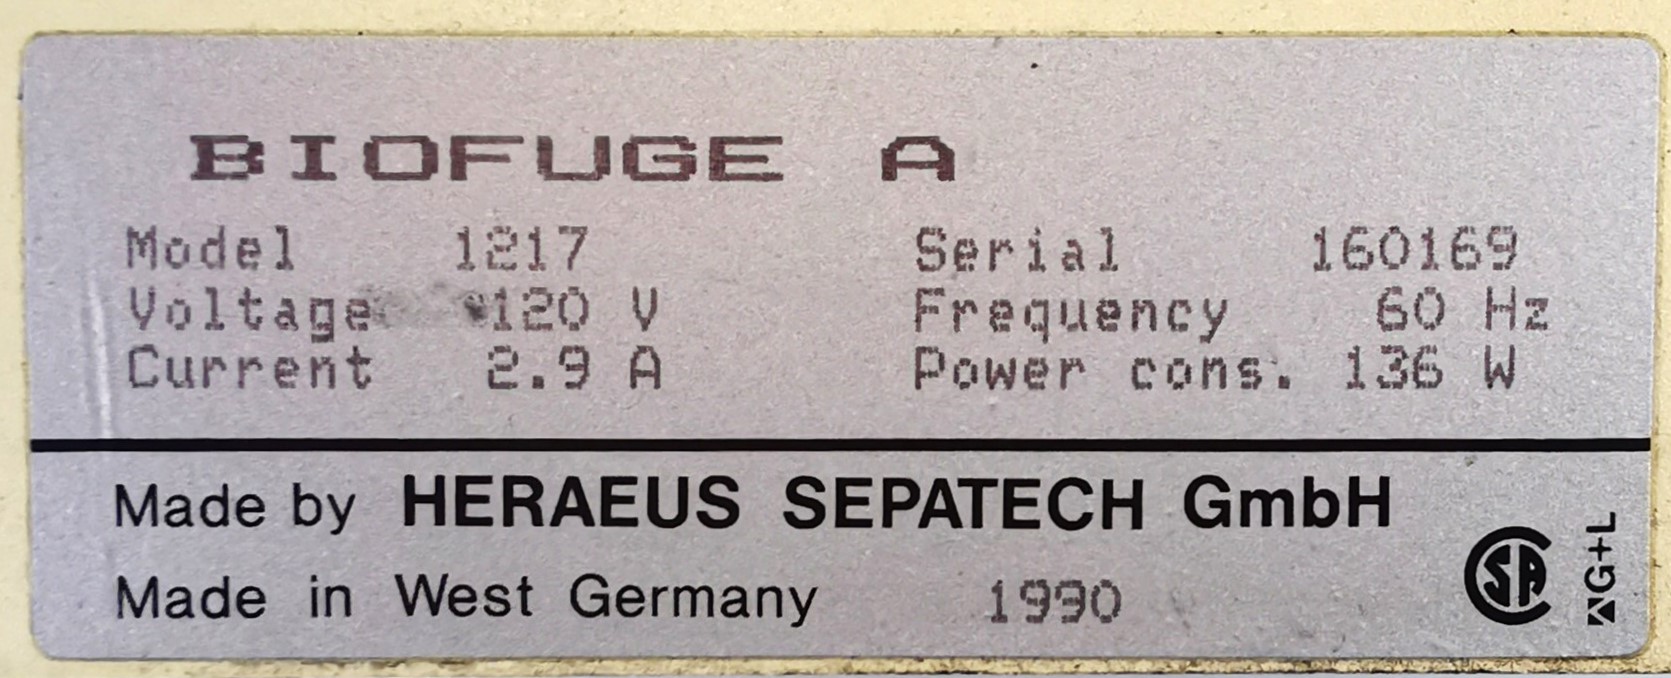 BIOFUGE A
Model 1217 Serial 160169
Voltage 120 V Frequency 60 Hz
Current 2.9 A Power cons. 136 W
Made by HERAEUS SEPATECH GmbH
Made in West Germany 1990
SA
G+L